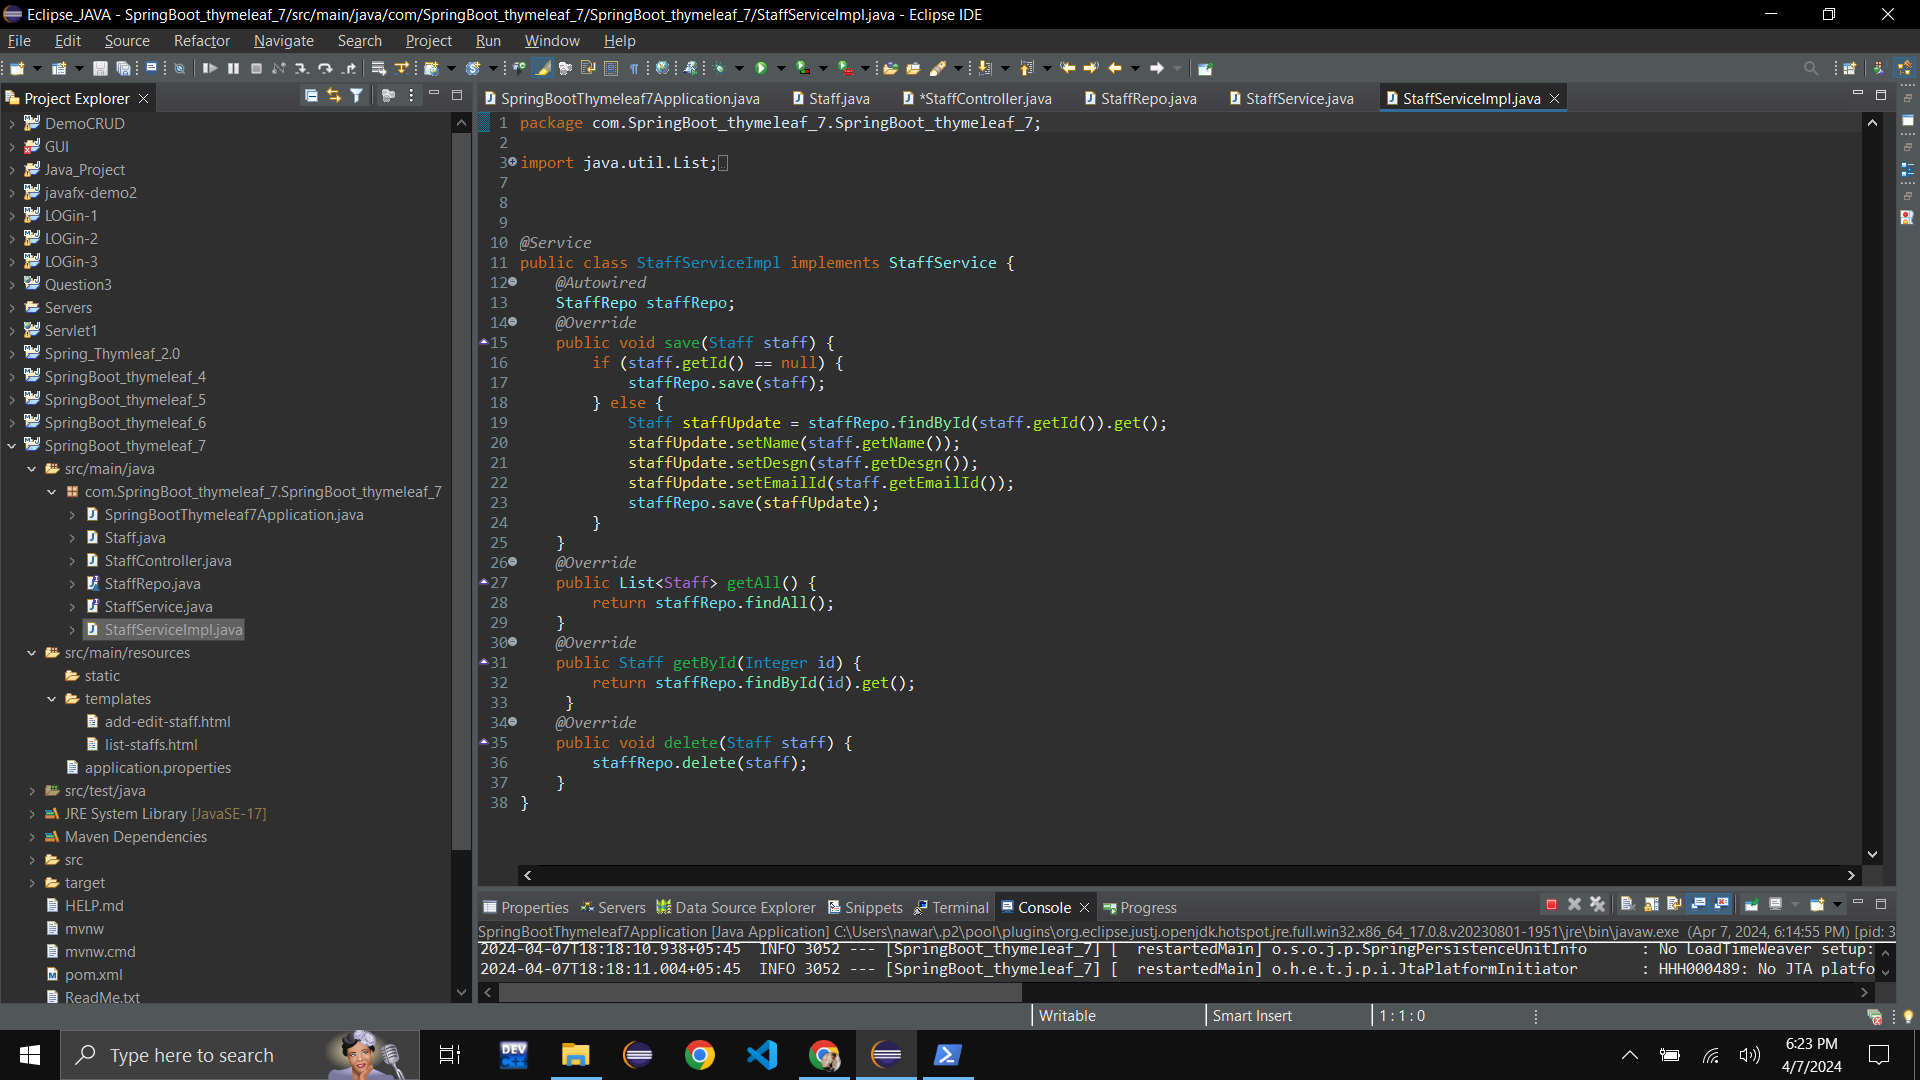 Eclipse_JAVA - SpringBoot_thymeleaf_7/src/main/java/com/SpringBoot_thymeleaf_7/SpringBoot_thymeleaf_7/StaffServiceImpl.java - Eclipse IDE
File Edit Source Refactor Navigate Search Project Run Window Help
Project Explorer
DemoCRUD
GUI
Java_Project
javafx-demo2
LOGin-1
LOGin-2
LOGin-3
Question3
Servers
Servlet1
Spring_Thymleaf_2.0
SpringBoot_thymeleaf_4
SpringBoot_thymeleaf_5
SpringBoot_thymeleaf_6
SpringBoot_thymeleaf_7
src/main/java
com.SpringBoot_thymeleaf_7.SpringBoot_thymeleaf_7
SpringBootThymeleaf7Application.java
Staff.java
StaffController.java
StaffRepo.java
StaffService.java
StaffServiceImpl.java
src/main/resources
static
templates
add-edit-staff.html
list-staffs.html
application.properties
src/test/java
JRE System Library [JavaSE-17]
Maven Dependencies
src
target
HELP.md
mvnw
mvnw.cmd
pom.xml
ReadMe.txt
SpringBootThymeleaf7Application.java Staff.java *StaffController.java StaffRepo.java StaffService.java StaffServiceImpl.java
1 package com.SpringBoot_thymeleaf_7.SpringBoot_thymeleaf_7;
2
3 import java.util.List;
7
8
9
10 @Service
11 public class StaffServiceImpl implements StaffService {
12 @Autowired
13 StaffRepo staffRepo;
14 @Override
15 public void save(Staff staff) {
16 if (staff.getId() == null) {
17 staffRepo.save(staff);
18 } else {
19 Staff staffUpdate = staffRepo.findById(staff.getId()).get();
20 staffUpdate.setName(staff.getName());
21 staffUpdate.setDesgn(staff.getDesgn());
22 staffUpdate.setEmailId(staff.getEmailId());
23 staffRepo.save(staffUpdate);
24 }
25 }
26 @Override
27 public List<Staff> getAll() {
28 return staffRepo.findAll();
29 }
30 @Override
31 public Staff getById(Integer id) {
32 return staffRepo.findById(id).get();
33 }
34 @Override
35 public void delete(Staff staff) {
36 staffRepo.delete(staff);
37 }
38 }
Properties Servers Data Source Explorer Snippets Terminal Console Progress
SpringBootThymeleaf7Application [Java Application] C:\Users\nawar\.p2\pool\plugins\org.eclipse.justj.openjdk.hotspot.jre.full.win32.x86_64_17.0.8.v20230801-1951\jre\bin\javaw.exe (Apr 7, 2024, 6:14:55 PM) [pid: 3
2024-04-07T18:18:10.938+05:45 INFO 3052 --- [SpringBoot_thymeleaf_7] [ restartedMain] o.s.o.j.p.SpringPersistenceUnitInfo : No LoadTimeWeaver setup:
2024-04-07T18:18:11.004+05:45 INFO 3052 --- [SpringBoot_thymeleaf_7] [ restartedMain] o.h.e.t.j.p.i.JtaPlatformInitiator : HHH000489: No JTA platfo
Writable Smart Insert 1 : 1 : 0
Type here to search
DEV
6:23 PM
4/7/2024